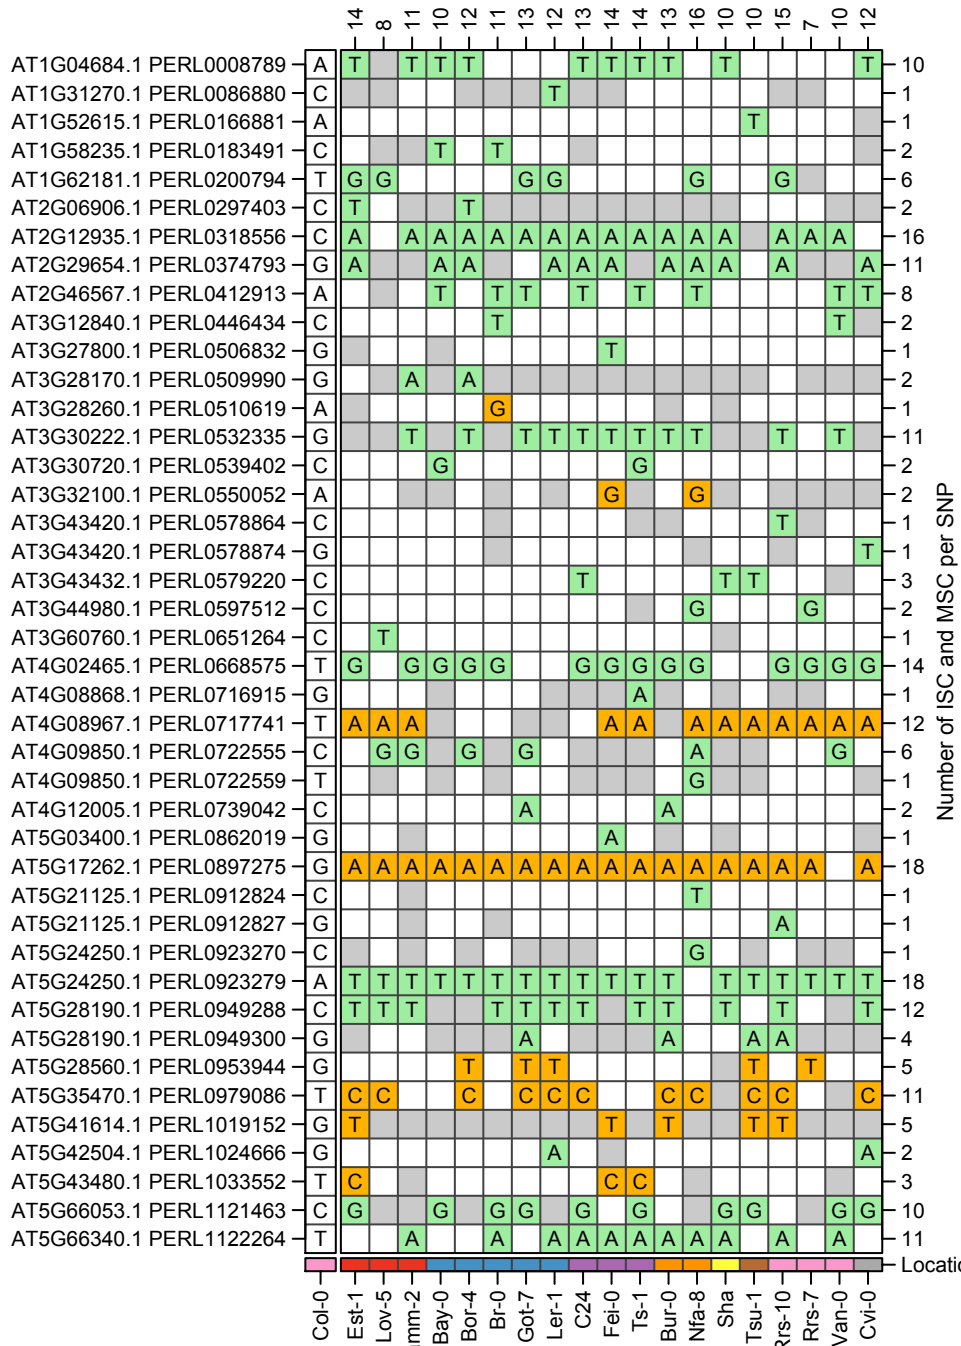 14 8 11 10 12 11 13 12 13 14 14 13 16 10 10 15 7 10 12
AT1G04684.1 PERL0008789 A T T T T T T T T T T 10
AT1G31270.1 PERL0086880 C T 1
AT1G52615.1 PERL0166881 A T 1
AT1G58235.1 PERL0183491 C T T 2
AT1G62181.1 PERL0200794 T G G G G G G 6
AT2G06906.1 PERL0297403 C T T 2
AT2G12935.1 PERL0318556 C A A A A A A A A A A A A A A A A 16
AT2G29654.1 PERL0374793 G A A A A A A A A A A A 11
AT2G46567.1 PERL0412913 A T T T T T T T T 8
AT3G12840.1 PERL0446434 C T T 2
AT3G27800.1 PERL0506832 G T 1
AT3G28170.1 PERL0509990 G A A 2
AT3G28260.1 PERL0510619 A G 1
AT3G30222.1 PERL0532335 G T T T T T T T T T T T 11
AT3G30720.1 PERL0539402 C G G 2
AT3G32100.1 PERL0550052 A G G 2
AT3G43420.1 PERL0578864 C T 1
AT3G43420.1 PERL0578874 G T 1
AT3G43432.1 PERL0579220 C T T T 3
AT3G44980.1 PERL0597512 C G G 2
AT3G60760.1 PERL0651264 C T 1
AT4G02465.1 PERL0668575 T G G G G G G G G G G G G G G 14
AT4G08868.1 PERL0716915 G A 1
AT4G08967.1 PERL0717741 T A A A A A A A A A A A A 12
AT4G09850.1 PERL0722555 C G G G G A G 6
AT4G09850.1 PERL0722559 T G 1
AT4G12005.1 PERL0739042 C A A 2
AT5G03400.1 PERL0862019 G A 1
AT5G17262.1 PERL0897275 G A A A A A A A A A A A A A A A A A A 18
AT5G21125.1 PERL0912824 C T 1
AT5G21125.1 PERL0912827 G A 1
AT5G24250.1 PERL0923270 C G 1
AT5G24250.1 PERL0923279 A T T T T T T T T T T T T T T T T T T 18
AT5G28190.1 PERL0949288 C T T T T T T T T T T T T 12
AT5G28190.1 PERL0949300 G A A A A 4
AT5G28560.1 PERL0953944 G T T T T T 5
AT5G35470.1 PERL0979086 T C C C C C C C C C C C 11
AT5G41614.1 PERL1019152 G T T T T T 5
AT5G42504.1 PERL1024666 G A A 2
AT5G43480.1 PERL1033552 T C C C 3
AT5G66053.1 PERL1121463 C G G G G G G G G G G 10
AT5G66340.1 PERL1122264 T A A A A A A A A A A A 11
Number of ISC and MSC per SNP
Locatio
Col-0 Est-1 Lov-5 mm-2 Bay-0 Bor-4 Br-0 Got-7 Ler-1 C24 Fei-0 Ts-1 Bur-0 Nfa-8 Sha Tsu-1 Rrs-10 Rrs-7 Van-0 Cvi-0